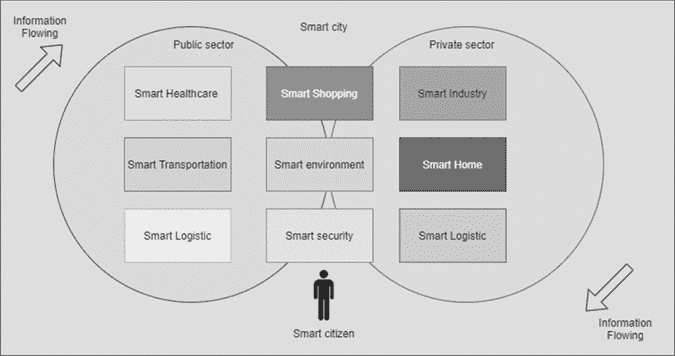 Information
Flowing
Smart city
Public sector
Private sector
Smart Healthcare
Smart Shopping
Smart Industry
Smart Transportation
Smart environment
Smart Home
Smart Logistic
Smart security
Smart Logistic
Smart citizen
Information
Flowing